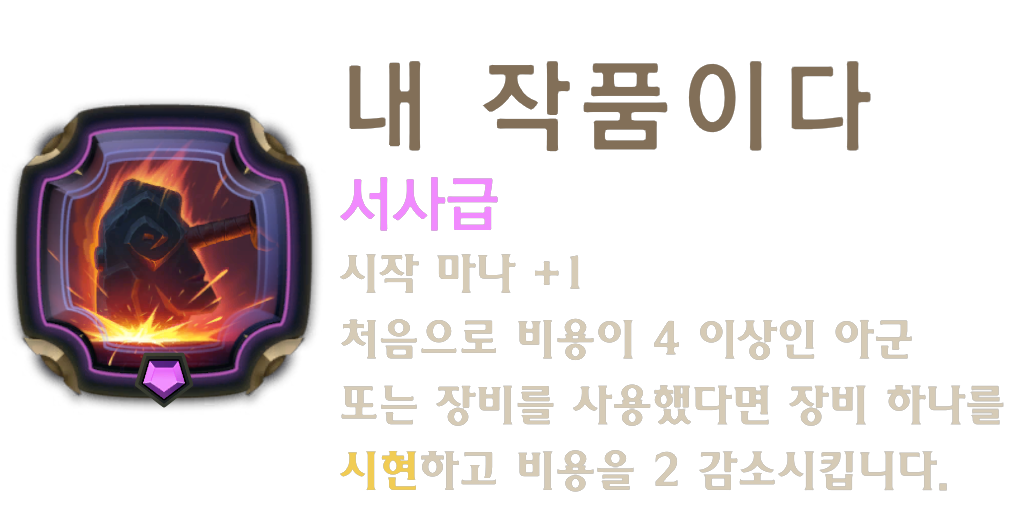 내 작품이다
서사급
시작 마나 +1
처음으로 비용이 4 이상인 아군
또는 장비를 사용했다면 장비 하나를
시현하고 비용을 2 감소시킵니다.